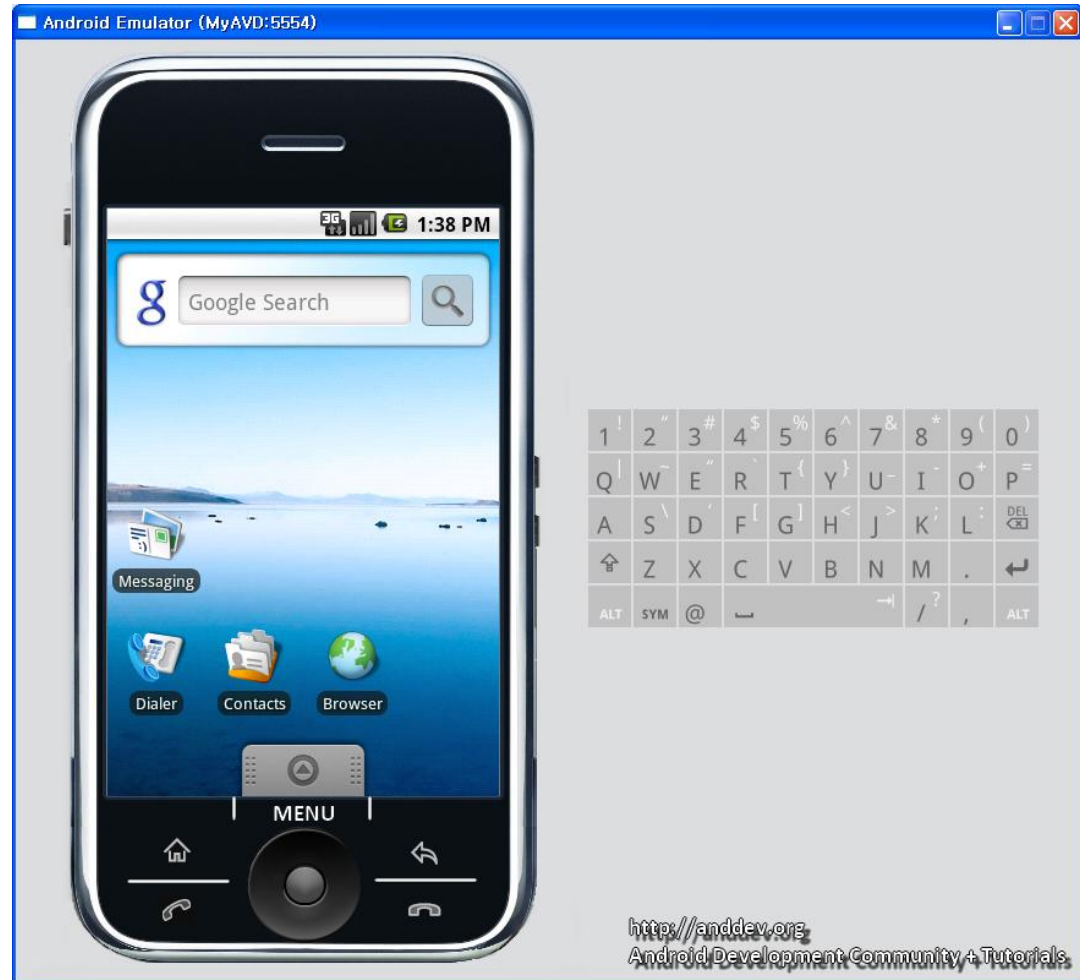 Android Emulator (MyAVD:5554)
3G 1:38 PM
g Google Search
Messaging
Dialer Contacts Browser
MENU
1 ! 2 " 3 # 4 $ 5 % 6 ^ 7 & 8 * 9 ( 0 )
Q | W ~ E " R ` T { Y } U - I - O + P =
A S \ D ' F [ G ] H < J > K ; L : DEL
Z X C V B N M .
ALT SYM @ / ? , ALT
http://anddev.org
Android Development Community + Tutorials